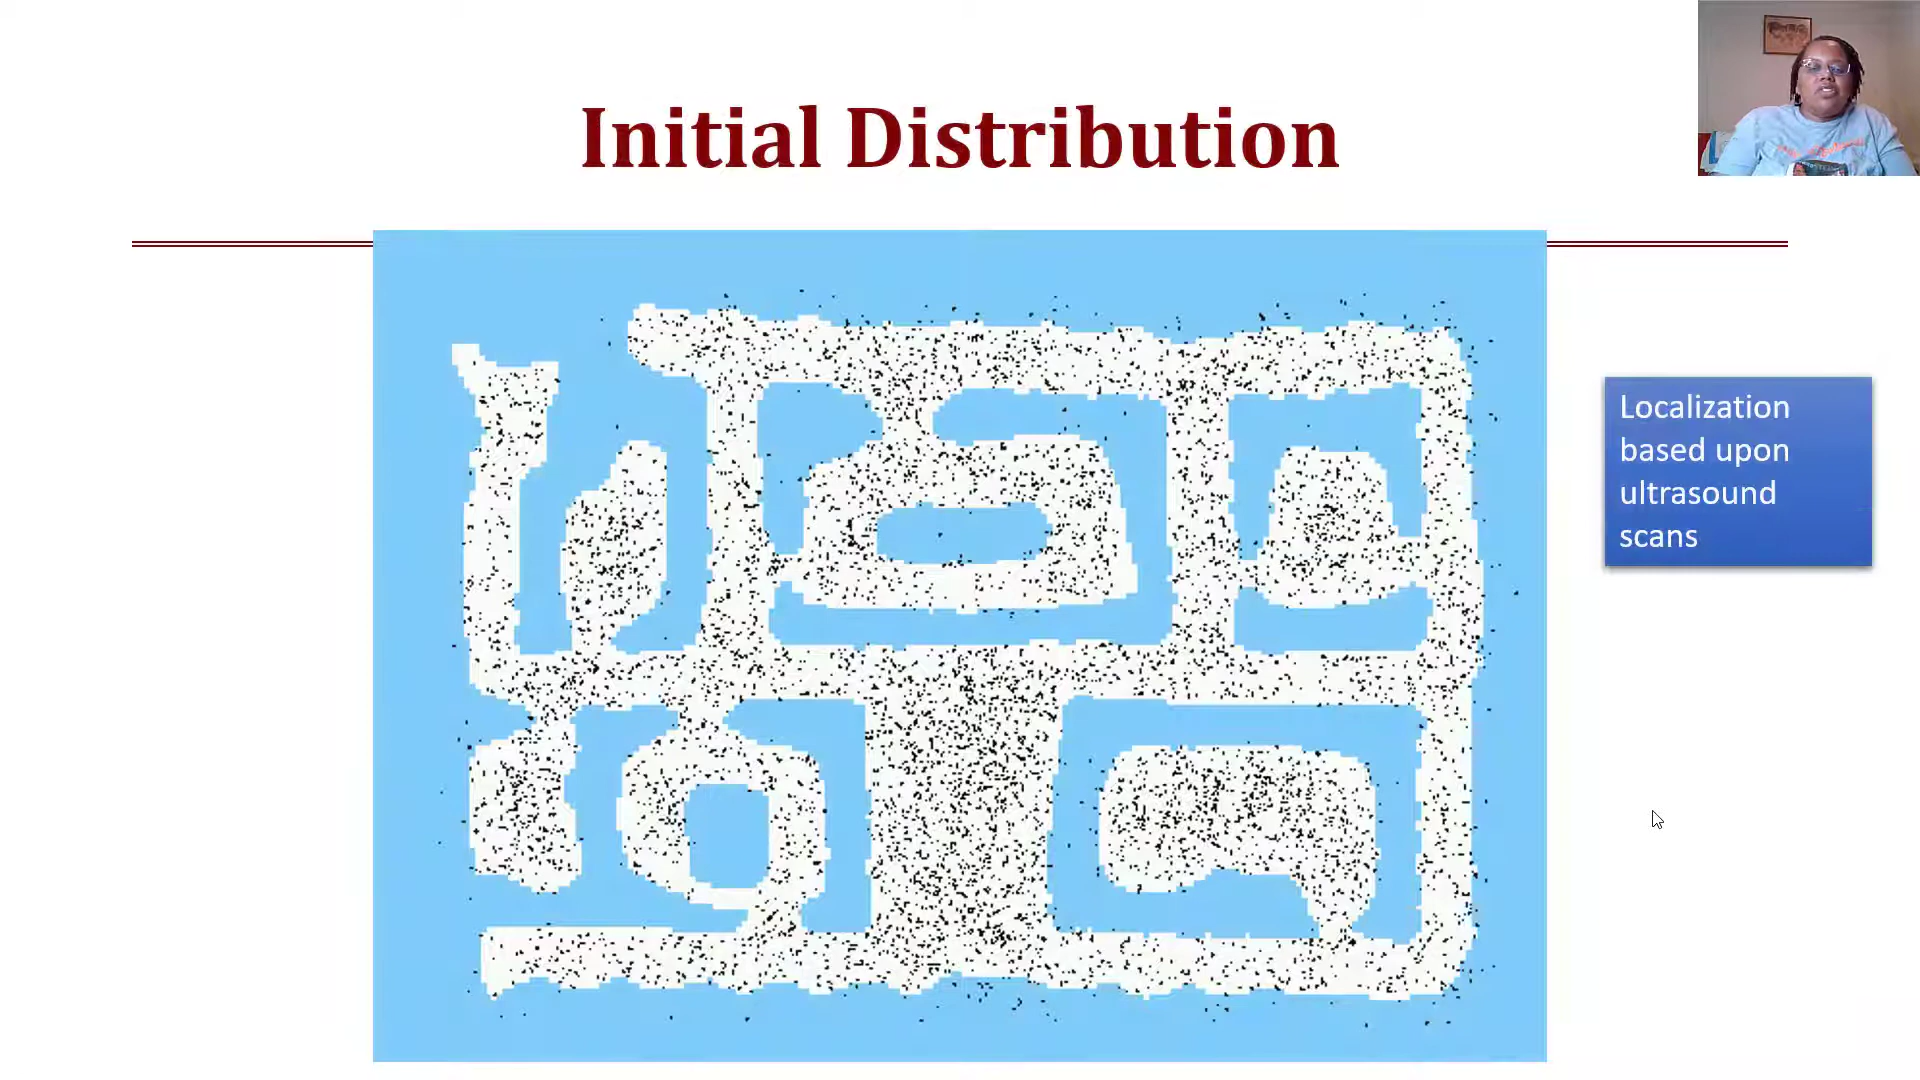 Initial Distribution
Localization
based upon
ultrasound
scans